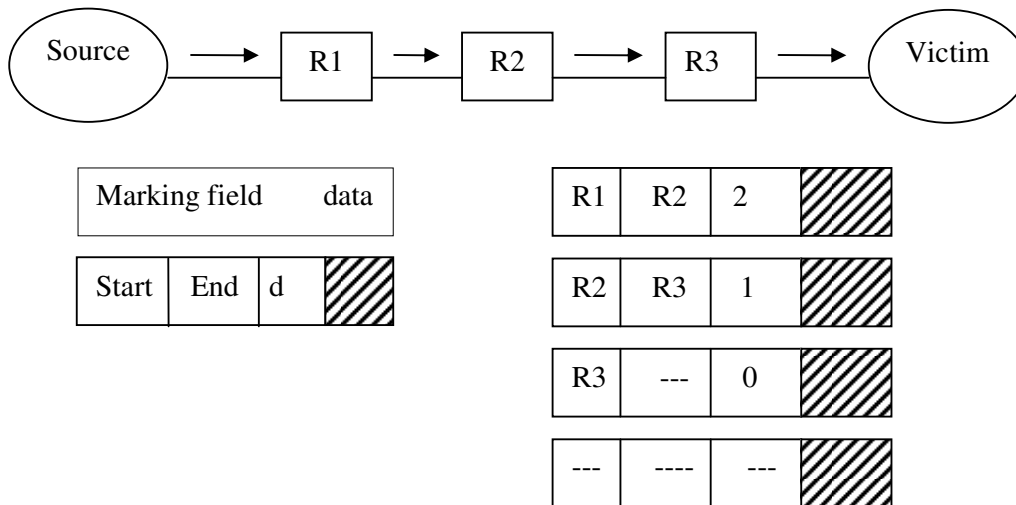 Source R1 R2 R3 Victim
Marking field data
Start End d
R1 R2 2
R2 R3 1
R3 --- 0
--- ---- ---